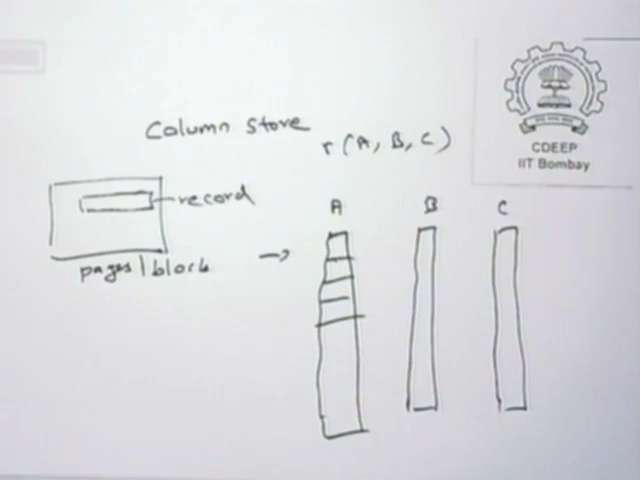 Column Store
r (A, B, C)
record
pages/block
A B C
CDEEP
IIT Bombay